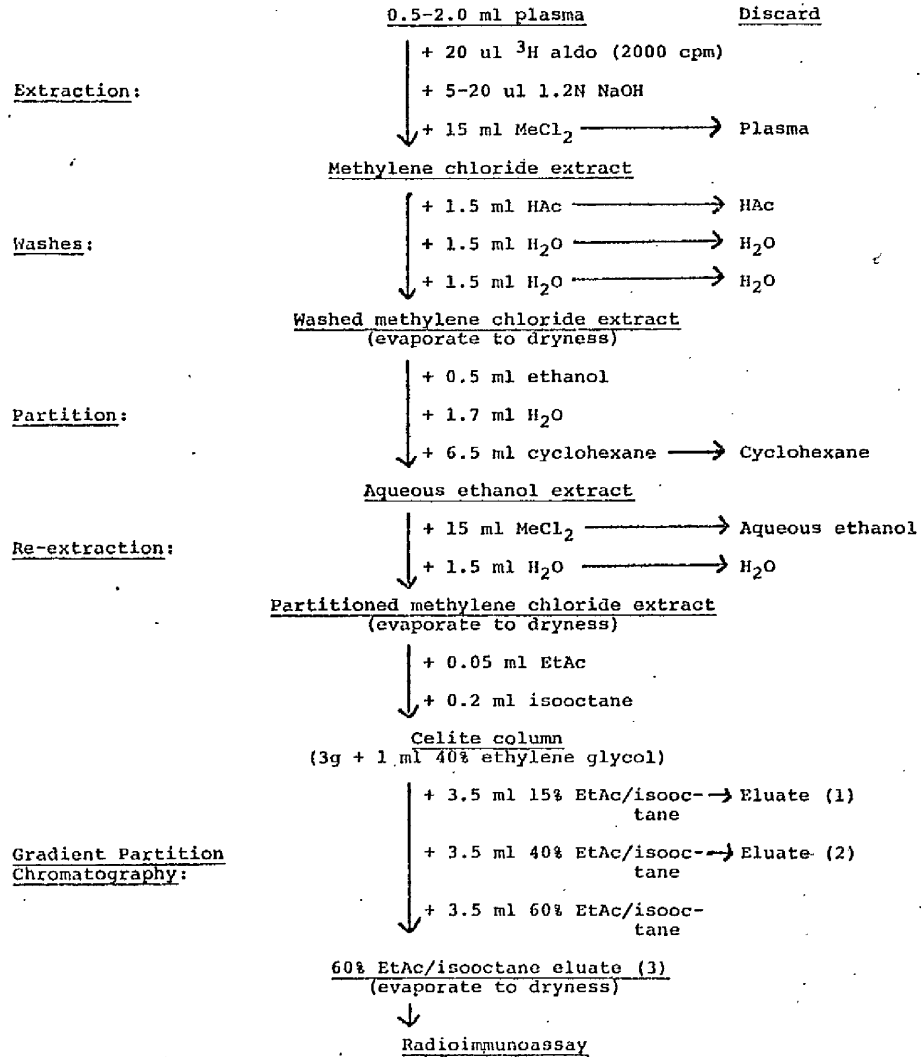 0.5-2.0 ml plasma Discard
+ 20 ul ³H aldo (2000 cpm)
Extraction: + 5-20 ul 1.2N NaOH
+ 15 ml MeCl₂ → Plasma
Methylene chloride extract
+ 1.5 ml HAc → HAc
Washes: + 1.5 ml H₂O → H₂O
+ 1.5 ml H₂O → H₂O
Washed methylene chloride extract
(evaporate to dryness)
+ 0.5 ml ethanol
Partition: + 1.7 ml H₂O
+ 6.5 ml cyclohexane → Cyclohexane
Aqueous ethanol extract
+ 15 ml MeCl₂ → Aqueous ethanol
Re-extraction: + 1.5 ml H₂O → H₂O
Partitioned methylene chloride extract
(evaporate to dryness)
+ 0.05 ml EtAc
+ 0.2 ml isooctane
Celite column
(3g + 1 ml 40% ethylene glycol)
+ 3.5 ml 15% EtAc/isooc- → Eluate (1)
tane
Gradient Partition + 3.5 ml 40% EtAc/isooc- → Eluate (2)
Chromatography: tane
+ 3.5 ml 60% EtAc/isooc-
tane
60% EtAc/isooctane eluate (3)
(evaporate to dryness)
Radioimmunoassay